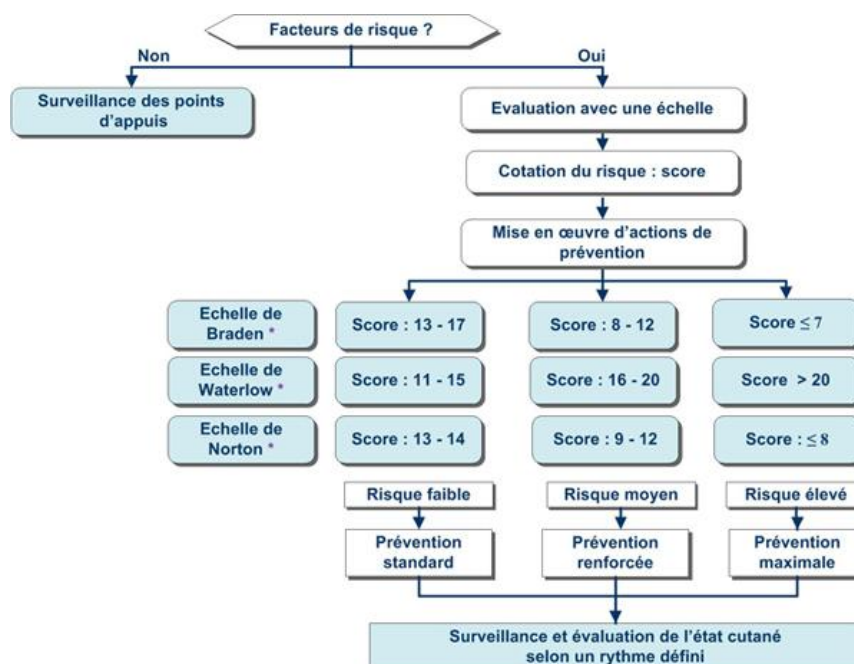 Facteurs de risque ?
Non
Oui
Surveillance des points
d'appuis
Evaluation avec une échelle
Cotation du risque : score
Mise en œuvre d'actions de
prévention
Echelle de
Braden *
Score : 13 - 17
Score : 8 - 12
Score ≤ 7
Echelle de
Waterlow *
Score : 11 - 15
Score : 16 - 20
Score > 20
Echelle de
Norton *
Score : 13 - 14
Score : 9 - 12
Score : ≤ 8
Risque faible
Risque moyen
Risque élevé
Prévention
standard
Prévention
renforcée
Prévention
maximale
Surveillance et évaluation de l'état cutané
selon un rythme défini